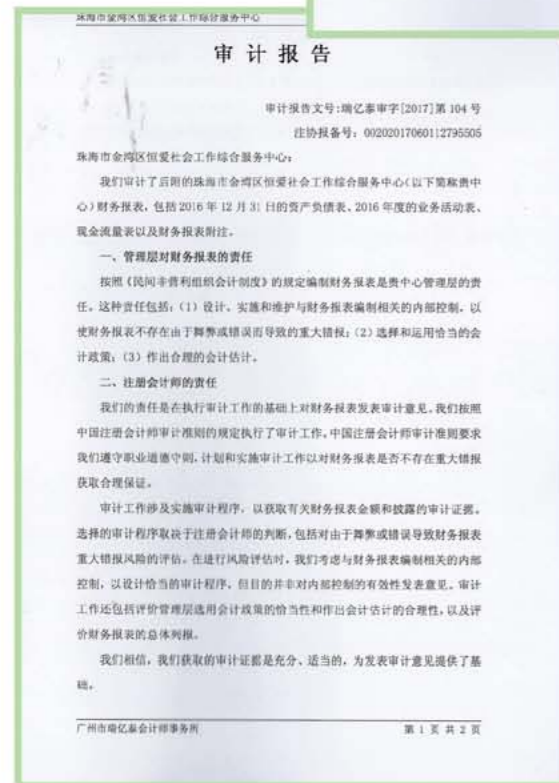 珠海市金湾区恒爱社会工作综合服务中心
审 计 报 告
审计报告文号:瑞亿泰审字[2017]第 104 号
注协报备号：00202017060112795505
珠海市金湾区恒爱社会工作综合服务中心：
我们审计了后附的珠海市金湾区恒爱社会工作综合服务中心（以下简称贵中
心）财务报表，包括 2016 年 12 月 31 日的资产负债表、2016 年度的业务活动表、
现金流量表以及财务报表附注。
一、管理层对财务报表的责任
按照《民间非营利组织会计制度》的规定编制财务报表是贵中心管理层的责
任。这种责任包括：（1）设计、实施和维护与财务报表编制相关的内部控制，以
使财务报表不存在由于舞弊或错误而导致的重大错报；（2）选择和运用恰当的会
计政策；（3）作出合理的会计估计。
二、注册会计师的责任
我们的责任是在执行审计工作的基础上对财务报表发表审计意见。我们按照
中国注册会计师审计准则的规定执行了审计工作。中国注册会计师审计准则要求
我们遵守职业道德守则，计划和实施审计工作以对财务报表是否不存在重大错报
获取合理保证。
审计工作涉及实施审计程序，以获取有关财务报表金额和披露的审计证据。
选择的审计程序取决于注册会计师的判断，包括对由于舞弊或错误导致财务报表
重大错报风险的评估。在进行风险评估时，我们考虑与财务报表编制相关的内部
控制，以设计恰当的审计程序，但目的并非对内部控制的有效性发表意见。审计
工作还包括评价管理层选用会计政策的恰当性和作出会计估计的合理性，以及评
价财务报表的总体列报。
我们相信，我们获取的审计证据是充分、适当的，为发表审计意见提供了基
础。
广州市瑞亿泰会计师事务所
第 1 页 共 2 页